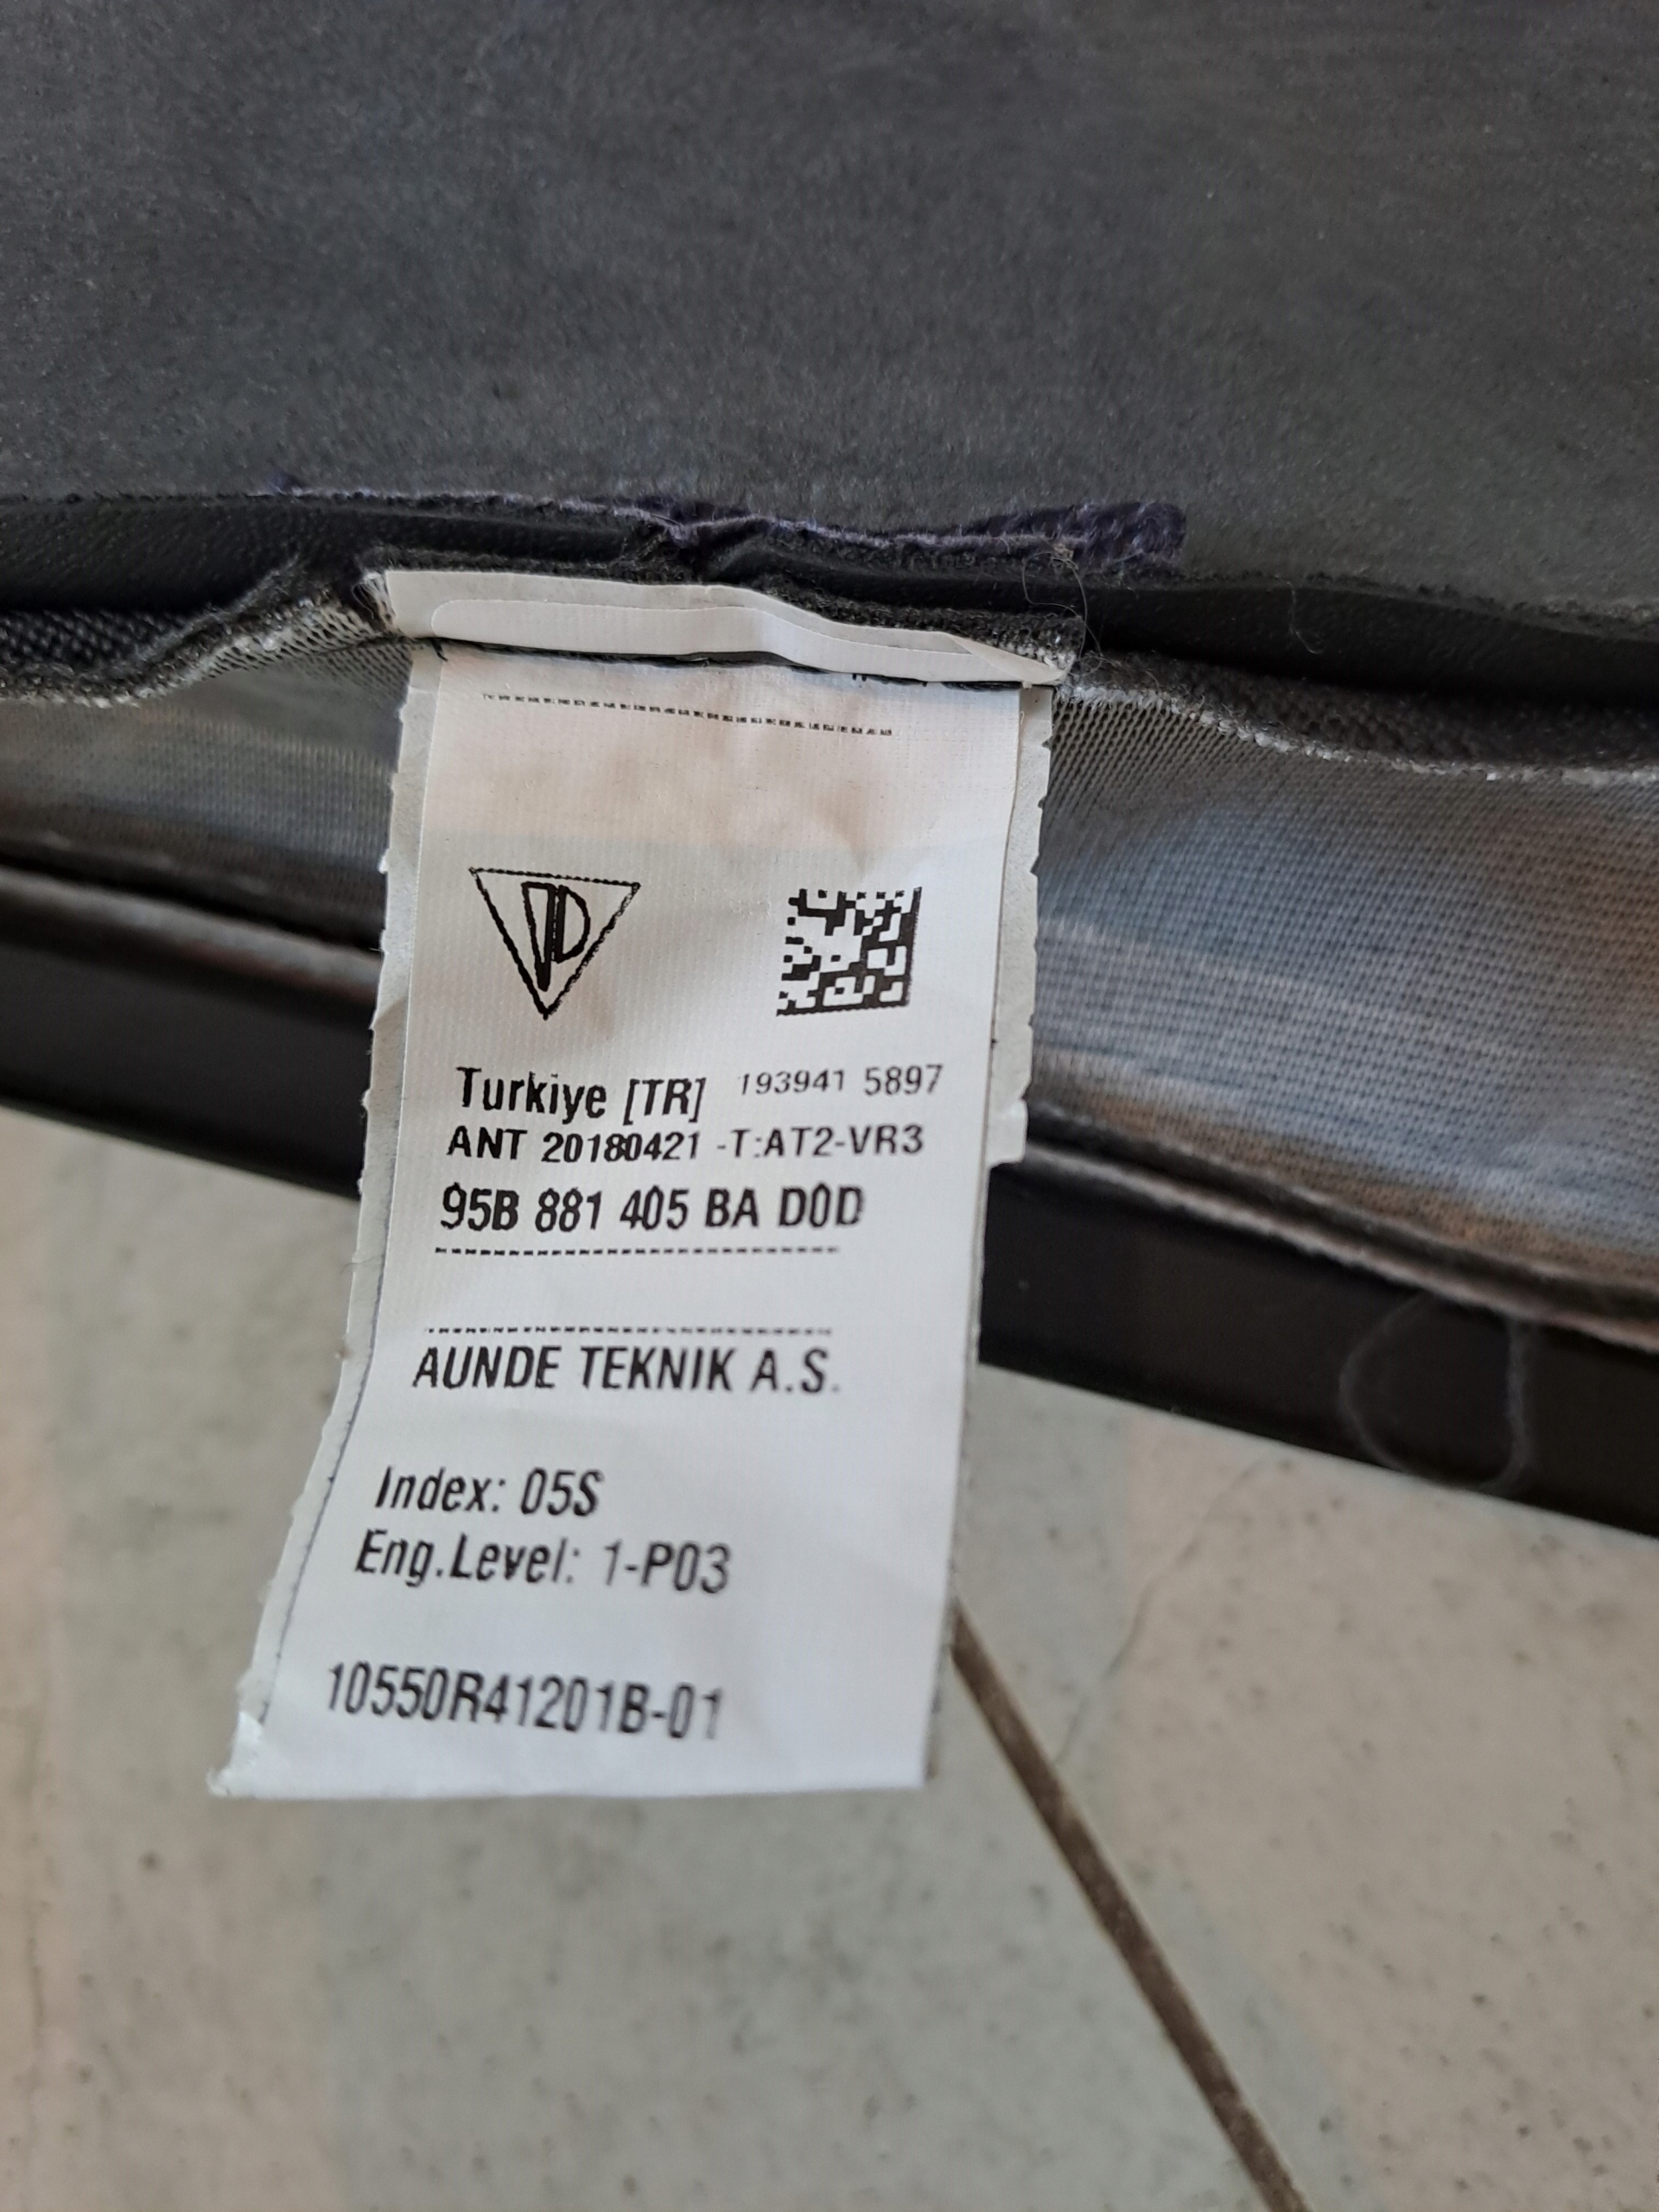 Turkiye [TR] 193941 5897
ANT 20180421 -T:AT2-VR3
95B 881 405 BA D0D
AUNDE TEKNIK A.S.
Index: 05S
Eng.Level: 1-P03
10550R41201B-01